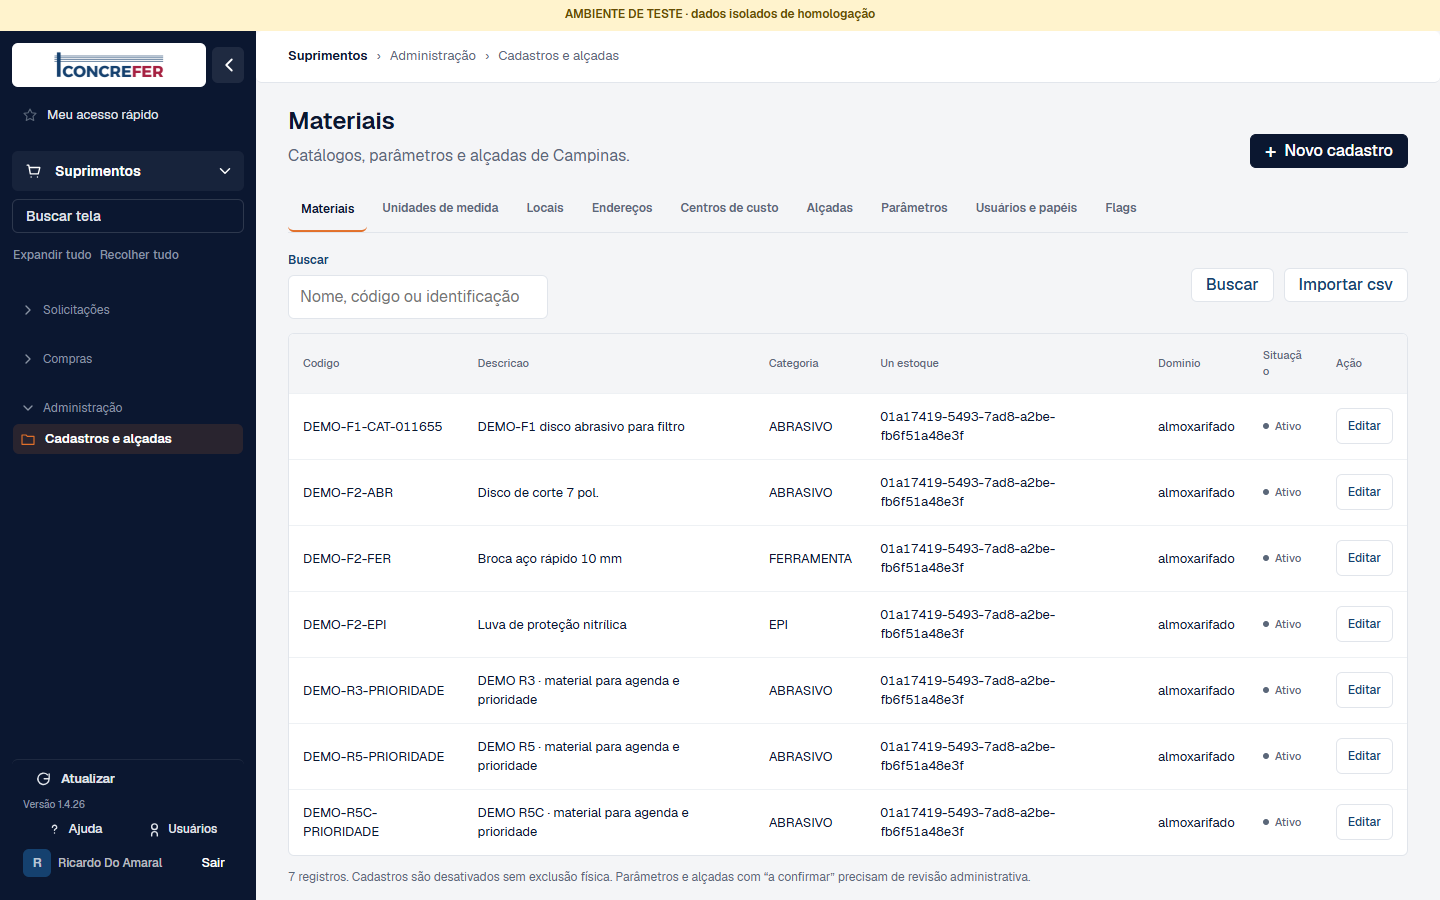 AMBIENTE DE TESTE · dados isolados de homologação
CONCREFER
Meu acesso rápido
Suprimentos
Buscar tela
Expandir tudo Recolher tudo
Solicitações
Compras
Administração
Cadastros e alçadas
Atualizar
Versão 1.4.26
? Ajuda Usuários
R Ricardo Do Amaral Sair
Suprimentos › Administração › Cadastros e alçadas
Materiais
Catálogos, parâmetros e alçadas de Campinas.
+ Novo cadastro
Materiais Unidades de medida Locais Endereços Centros de custo Alçadas Parâmetros Usuários e papéis Flags
Buscar
Nome, código ou identificação
Buscar Importar csv
Codigo Descricao Categoria Un estoque Dominio Situaçã
o Ação
DEMO-F1-CAT-011655 DEMO-F1 disco abrasivo para filtro ABRASIVO 01a17419-5493-7ad8-a2be-
fb6f51a48e3f almoxarifado Ativo Editar
DEMO-F2-ABR Disco de corte 7 pol. ABRASIVO 01a17419-5493-7ad8-a2be-
fb6f51a48e3f almoxarifado Ativo Editar
DEMO-F2-FER Broca aço rápido 10 mm FERRAMENTA 01a17419-5493-7ad8-a2be-
fb6f51a48e3f almoxarifado Ativo Editar
DEMO-F2-EPI Luva de proteção nitrílica EPI 01a17419-5493-7ad8-a2be-
fb6f51a48e3f almoxarifado Ativo Editar
DEMO-R3-PRIORIDADE DEMO R3 · material para agenda e
prioridade ABRASIVO 01a17419-5493-7ad8-a2be-
fb6f51a48e3f almoxarifado Ativo Editar
DEMO-R5-PRIORIDADE DEMO R5 · material para agenda e
prioridade ABRASIVO 01a17419-5493-7ad8-a2be-
fb6f51a48e3f almoxarifado Ativo Editar
DEMO-R5C-
PRIORIDADE DEMO R5C · material para agenda e
prioridade ABRASIVO 01a17419-5493-7ad8-a2be-
fb6f51a48e3f almoxarifado Ativo Editar
7 registros. Cadastros são desativados sem exclusão física. Parâmetros e alçadas com “a confirmar” precisam de revisão administrativa.